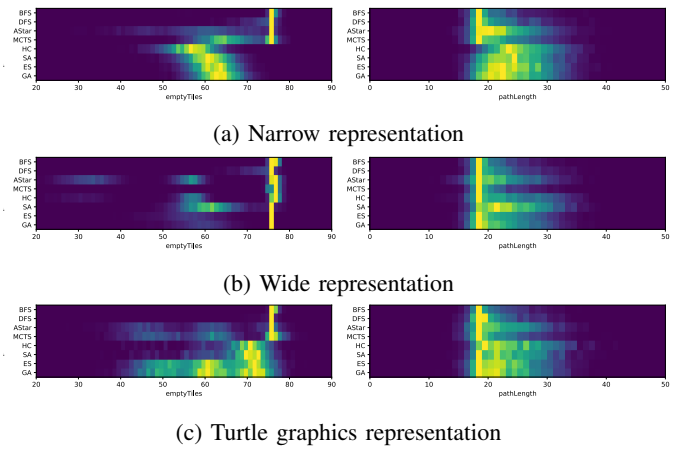 BFS
DFS
AStar
MCTS
HC
SA
ES
GA
20 30 40 50 60 70 80 90
emptyTiles
BFS
DFS
AStar
MCTS
HC
SA
ES
GA
0 10 20 30 40 50
pathLength
(a) Narrow representation
BFS
DFS
AStar
MCTS
HC
SA
ES
GA
20 30 40 50 60 70 80 90
emptyTiles
BFS
DFS
AStar
MCTS
HC
SA
ES
GA
0 10 20 30 40 50
pathLength
(b) Wide representation
BFS
DFS
AStar
MCTS
HC
SA
ES
GA
20 30 40 50 60 70 80 90
emptyTiles
BFS
DFS
AStar
MCTS
HC
SA
ES
GA
0 10 20 30 40 50
pathLength
(c) Turtle graphics representation